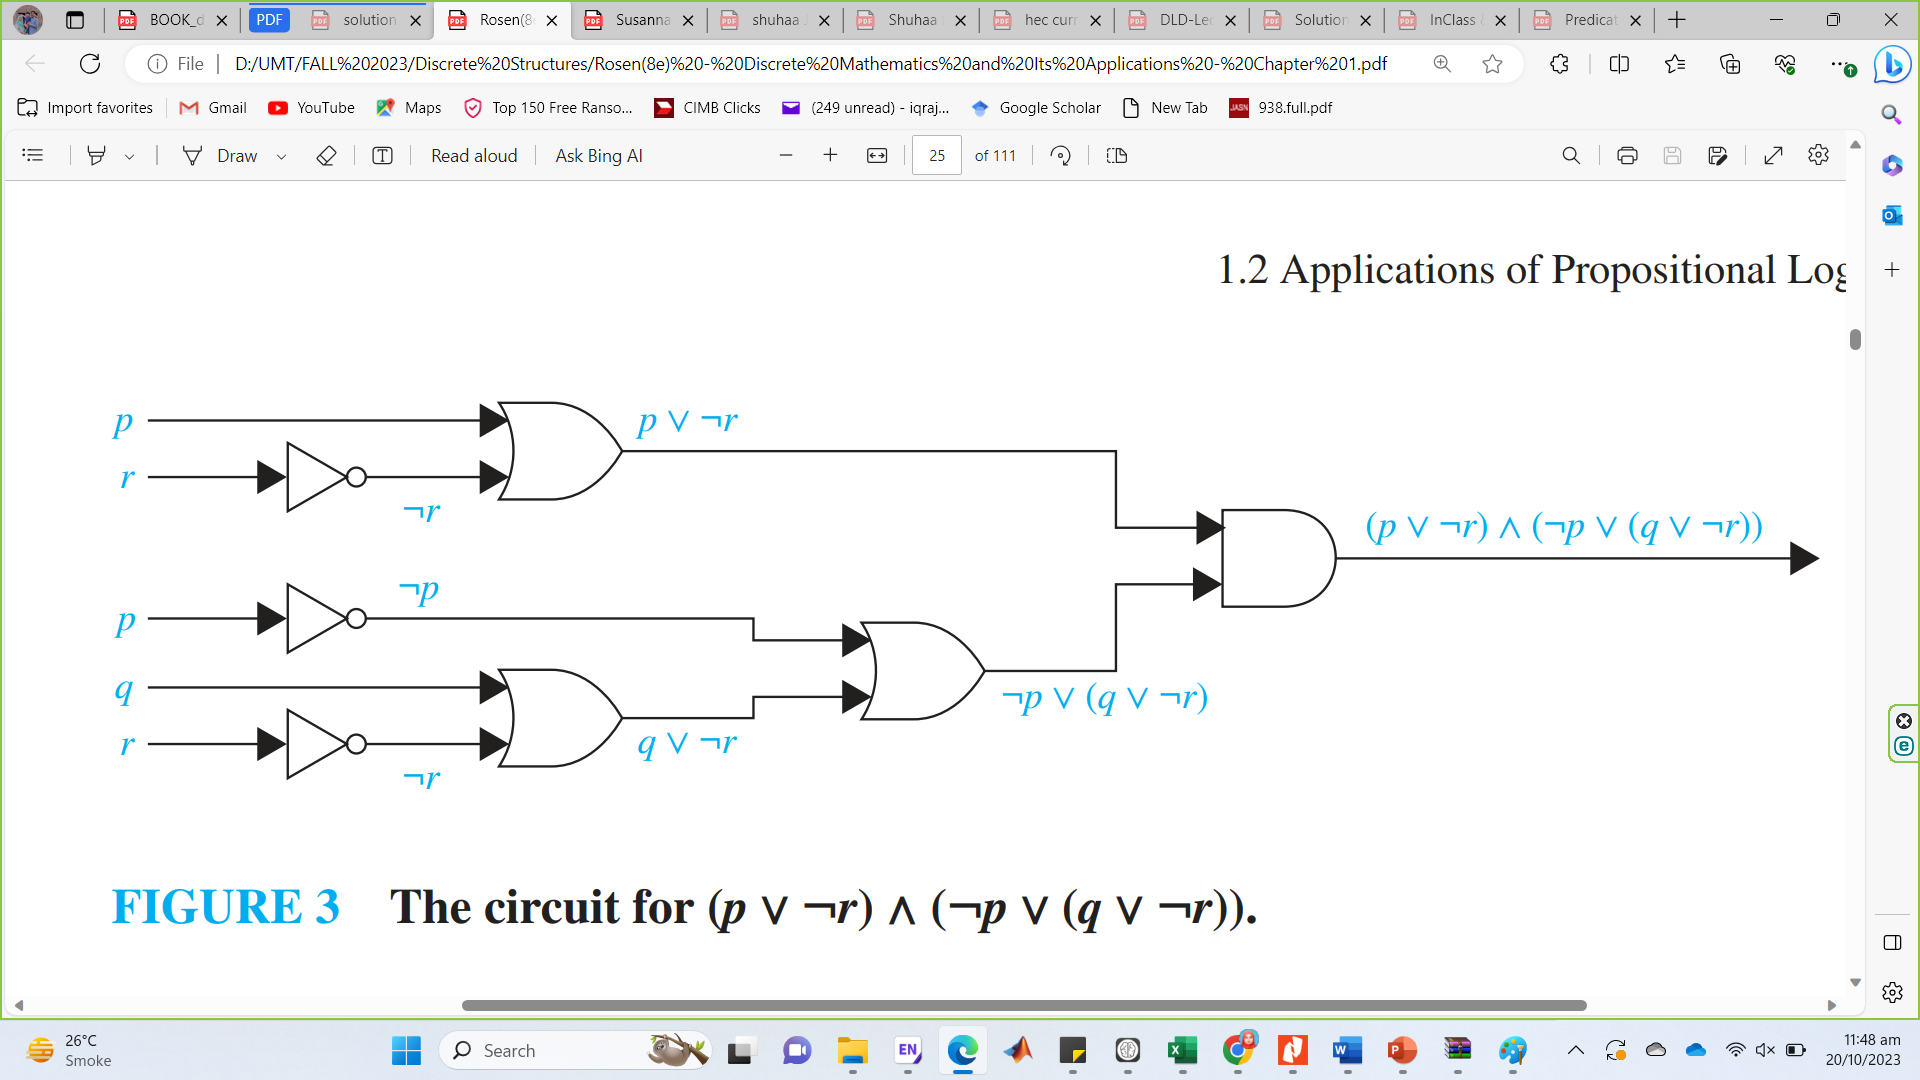 BOOK_d
PDF
solution
Rosen(8
Susanna
shuhaa J
Shuhaa
hec curr
DLD-Lec
Solution
InClass
Predicat
File
D:/UMT/FALL%202023/Discrete%20Structures/Rosen(8e)%20-%20Discrete%20Mathematics%20and%20Its%20Applications%20-%20Chapter%201.pdf
Import favorites
Gmail
YouTube
Maps
Top 150 Free Ranso...
CIMB Clicks
(249 unread) - iqraj...
Google Scholar
New Tab
JASN
938.full.pdf
Draw
Read aloud
Ask Bing AI
25
of 111
1.2 Applications of Propositional Log
p
p ∨ ¬r
r
¬r
(p ∨ ¬r) ∧ (¬p ∨ (q ∨ ¬r))
¬p
p
q
¬p ∨ (q ∨ ¬r)
r
q ∨ ¬r
¬r
FIGURE 3 The circuit for (p ∨ ¬r) ∧ (¬p ∨ (q ∨ ¬r)).
26°C
Smoke
Search
EN
11:48 am
20/10/2023